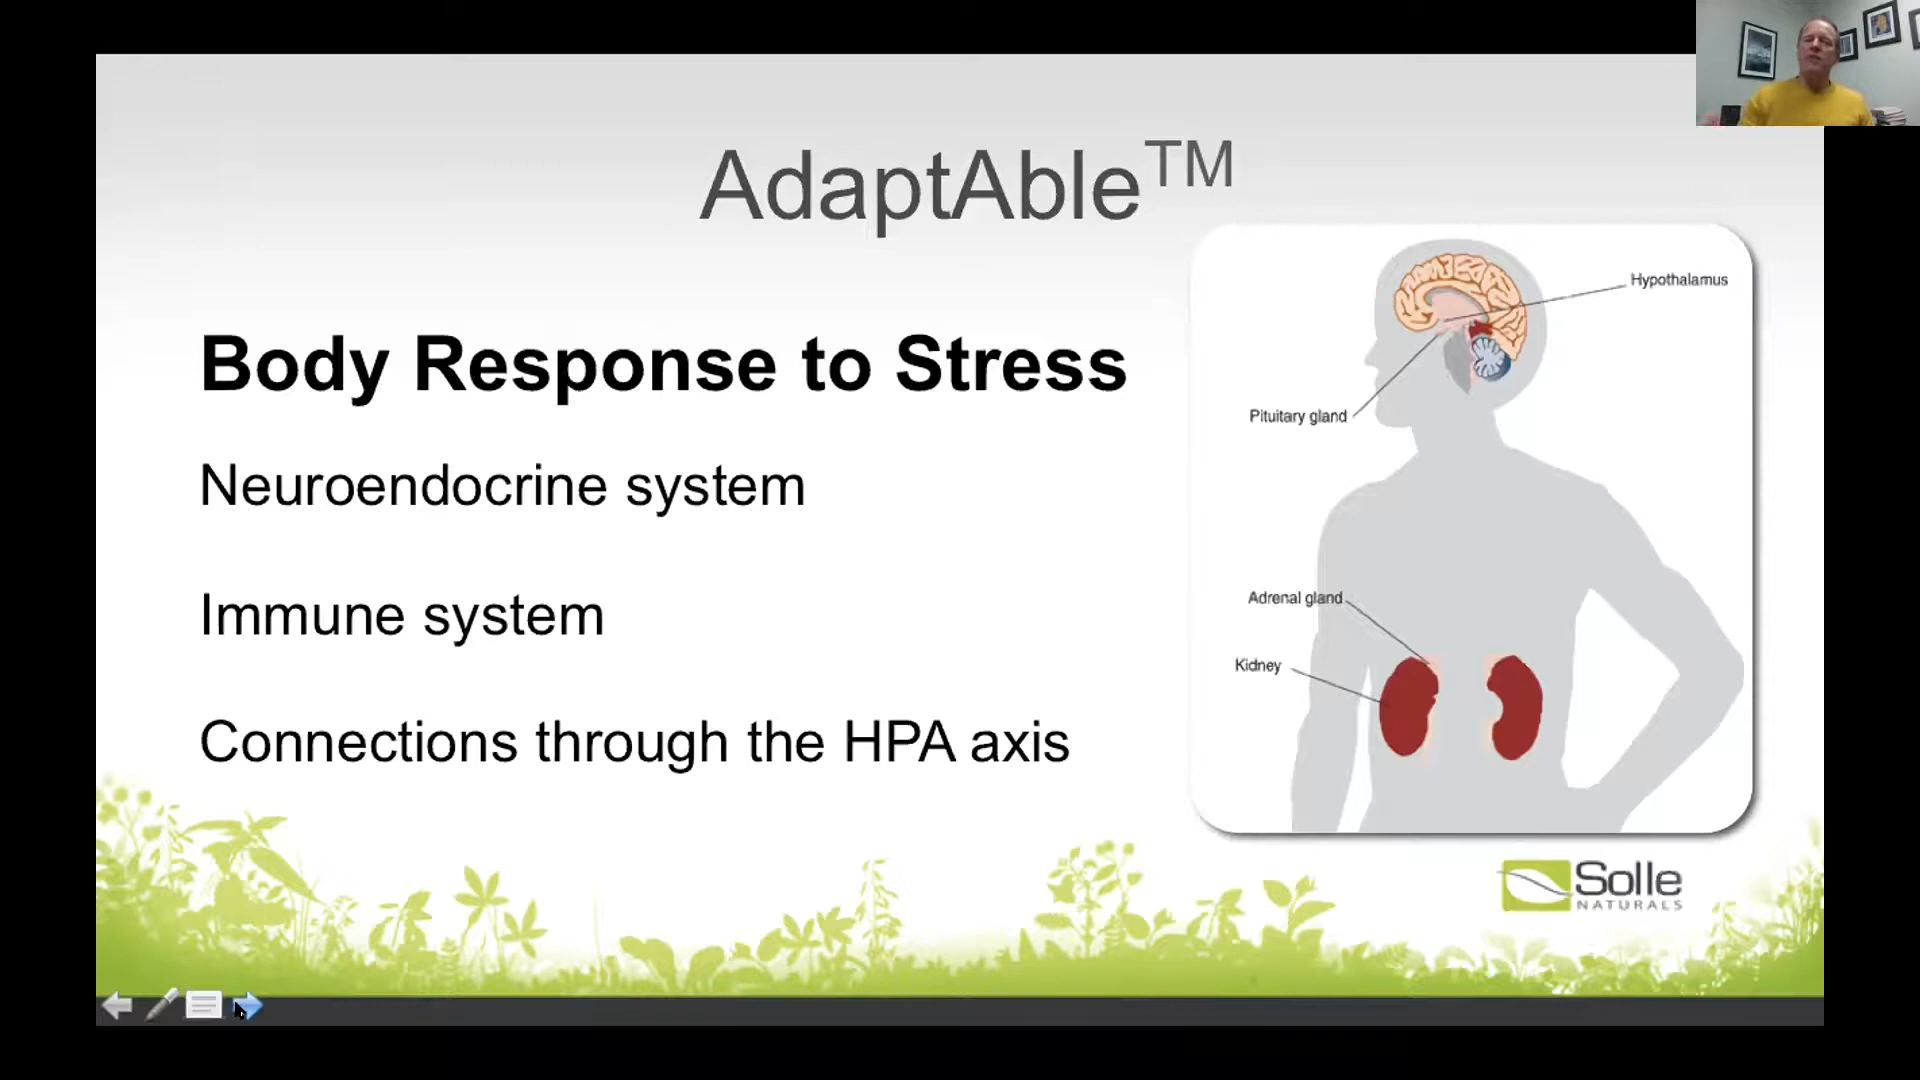 AdaptAble™
Body Response to Stress
Neuroendocrine system
Immune system
Connections through the HPA axis
Hypothalamus
Pituitary gland
Adrenal gland
Kidney
Solle
NATURALS